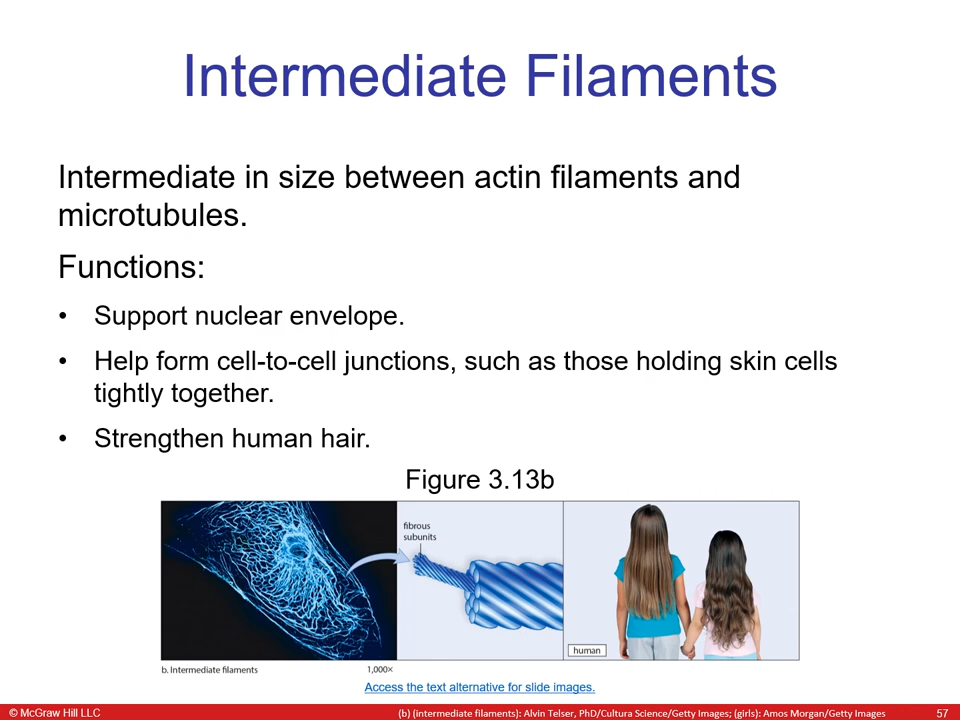 Intermediate Filaments
Intermediate in size between actin filaments and
microtubules.
Functions:
• Support nuclear envelope.
• Help form cell-to-cell junctions, such as those holding skin cells
tightly together.
• Strengthen human hair.
Figure 3.13b
fibrous
subunits
human
b. Intermediate filaments
1,000×
Access the text alternative for slide images.
© McGraw Hill LLC
(b) (intermediate filaments): Alvin Telser, PhD/Cultura Science/Getty Images; (girls): Amos Morgan/Getty Images
57